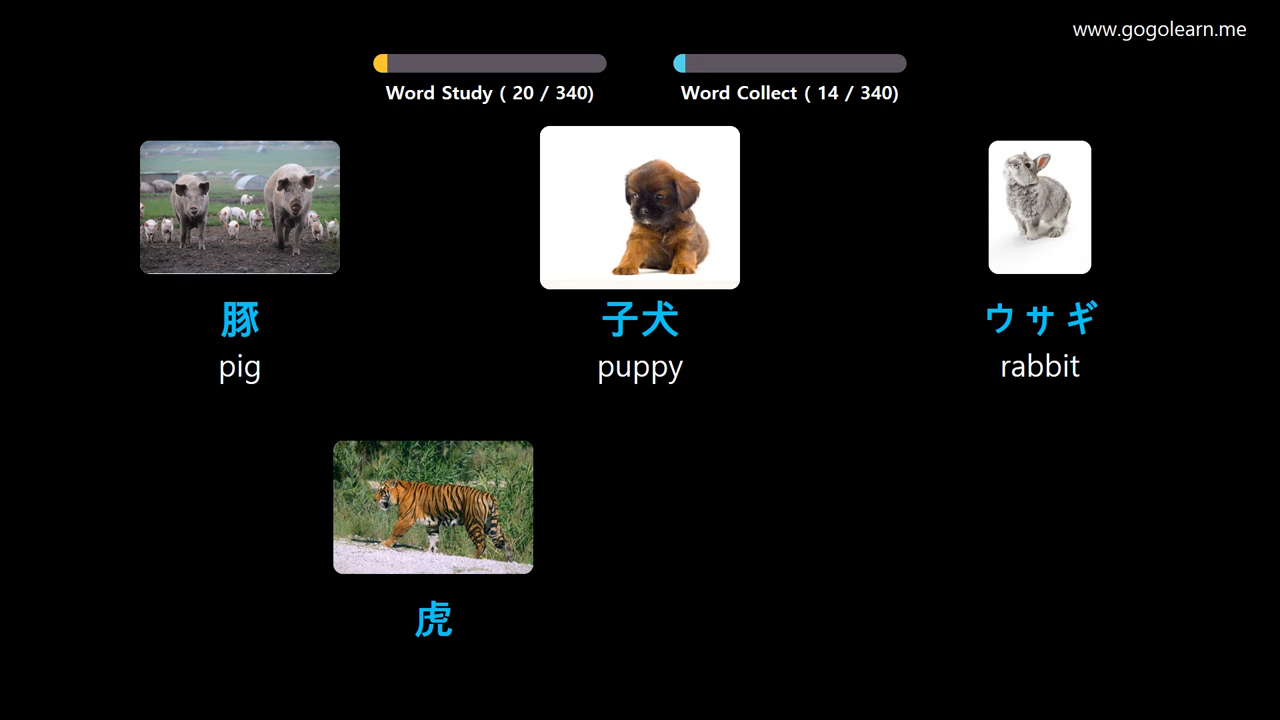 www.gogolearn.me
Word Study ( 20 / 340)
Word Collect ( 14 / 340)
豚
子犬
ウサギ
pig
puppy
rabbit
虎